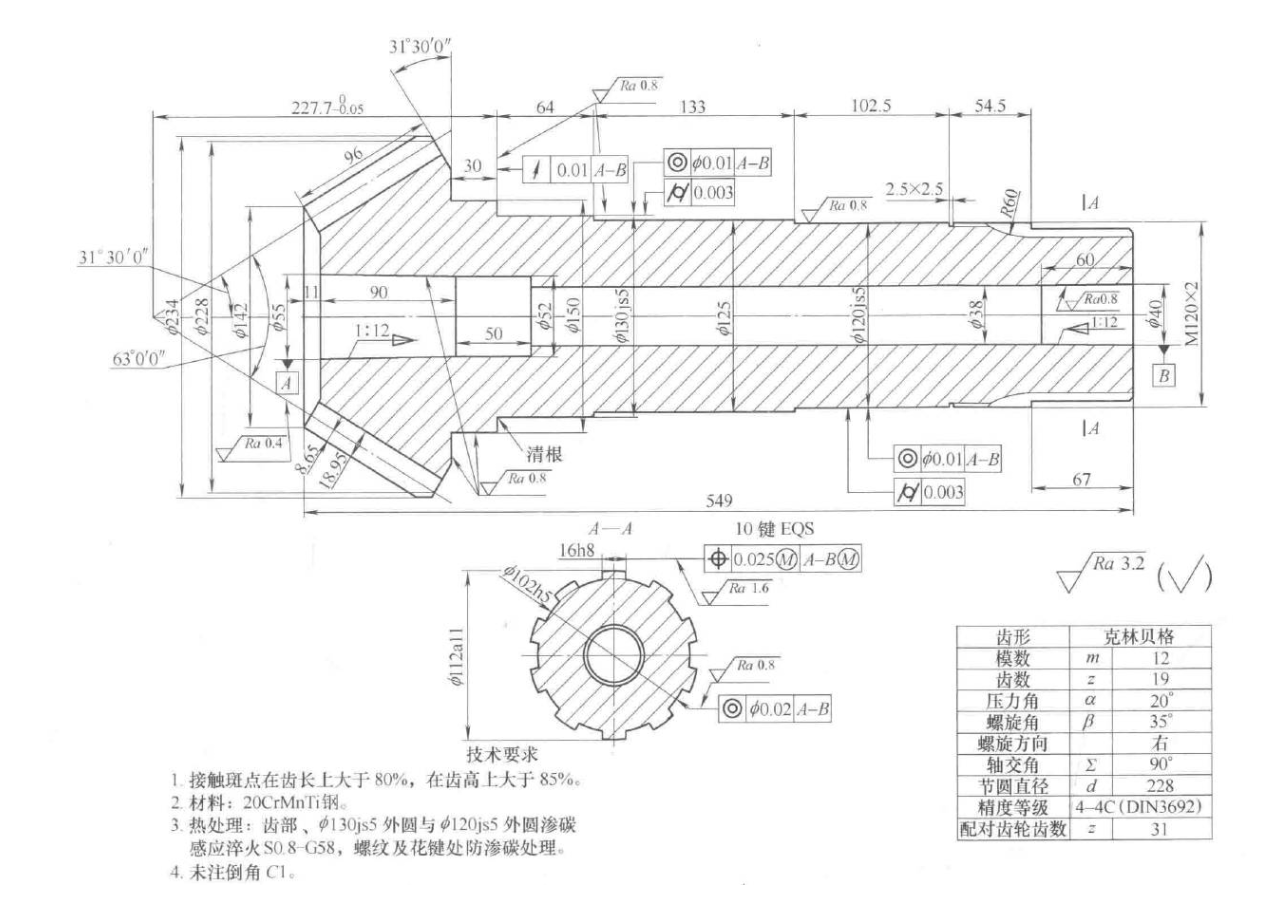 31°30′0″
Ra 0.8
227.7 0 -0.05
64
133
102.5
54.5
96
30
0.01 A-B
ϕ0.01 A-B
0.003
2.5×2.5
Ra 0.8
R60
A
31°30′0″
ϕ234
ϕ228
ϕ142
ϕ55
11
90
1:12
50
ϕ52
ϕ150
ϕ130js5
ϕ125
ϕ120js5
ϕ38
60
Ra0.8
1:12
ϕ40
M120×2
63°0′0″
A
B
Ra 0.4
8.65
18.95
清根
Ra 0.8
A
ϕ0.01 A-B
0.003
67
549
A—A
10 键 EQS
16h8
0.025Ⓜ A-BⓂ
ϕ102h5
Ra 1.6
Ra 3.2 (√)
ϕ112a11
Ra 0.8
ϕ0.02 A-B
齿形 克林贝格
模数 m 12
齿数 z 19
压力角 α 20°
螺旋角 β 35°
螺旋方向 右
轴交角 Σ 90°
节圆直径 d 228
精度等级 4-4C(DIN3692)
配对齿轮齿数 z 31
技术要求
1. 接触斑点在齿长上大于 80%，在齿高上大于 85%。
2. 材料：20CrMnTi钢。
3. 热处理：齿部、ϕ130js5 外圆与 ϕ120js5 外圆渗碳
感应淬火 S0.8-G58，螺纹及花键处防渗碳处理。
4. 未注倒角 C1。